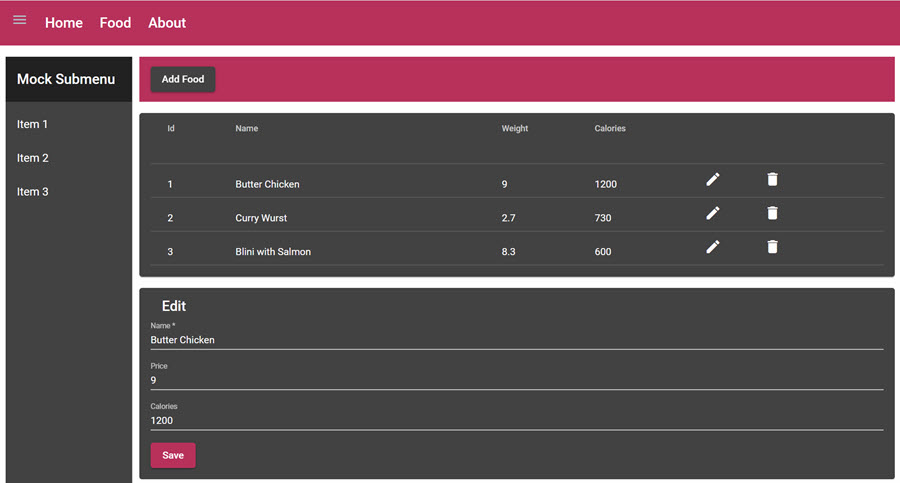 Home Food About
Mock Submenu
Item 1
Item 2
Item 3
Add Food
Id Name Weight Calories
1 Butter Chicken 9 1200
2 Curry Wurst 2.7 730
3 Blini with Salmon 8.3 600
Edit
Name *
Butter Chicken
Price
9
Calories
1200
Save